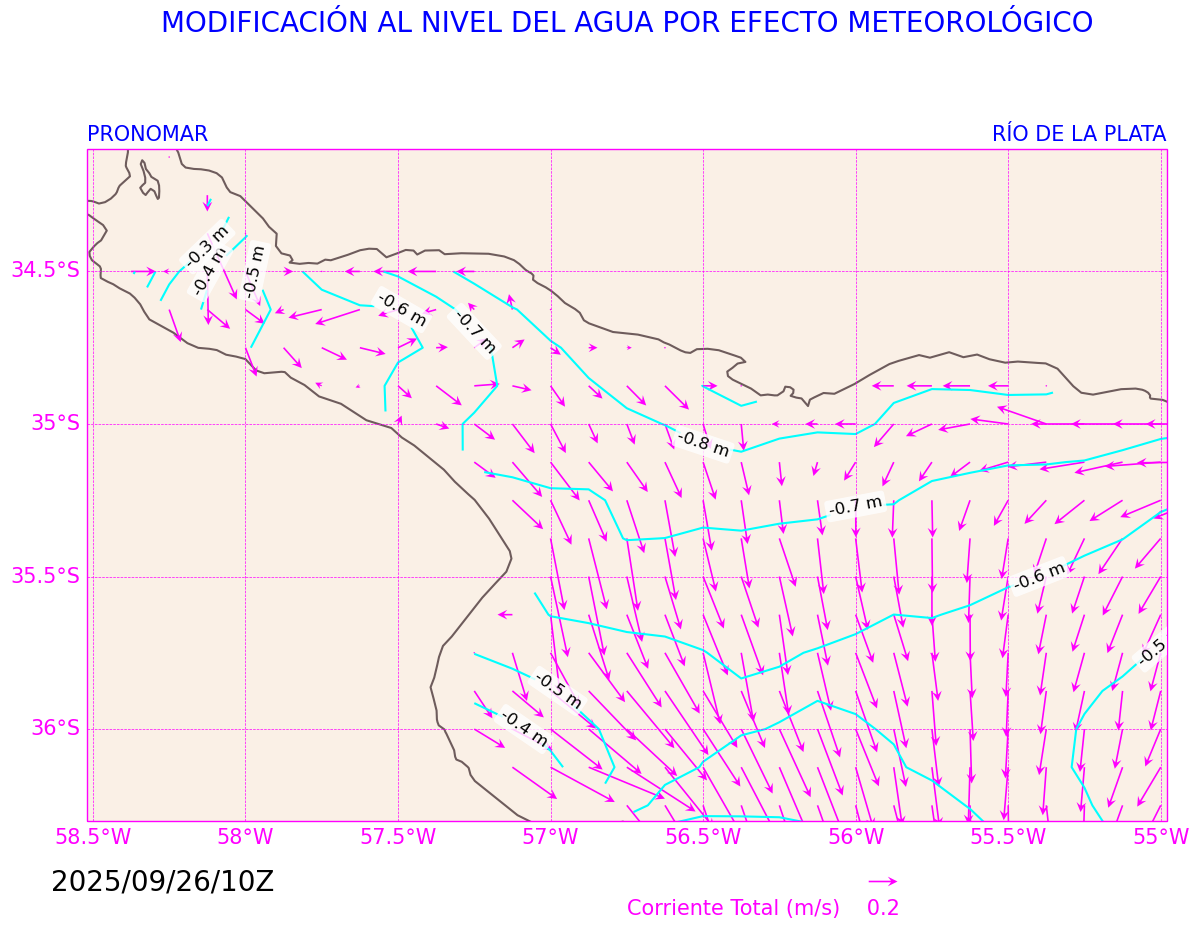 MODIFICACIÓN AL NIVEL DEL AGUA POR EFECTO METEOROLÓGICO
PRONOMAR
RÍO DE LA PLATA
-0.3 m
-0.4 m
-0.5 m
34.5°S
-0.6 m
-0.7 m
35°S
-0.8 m
-0.7 m
35.5°S
-0.6 m
-0.5
-0.5 m
-0.4 m
36°S
58.5°W
58°W
57.5°W
57°W
56.5°W
56°W
55.5°W
55°W
2025/09/26/10Z
Corriente Total (m/s)
0.2